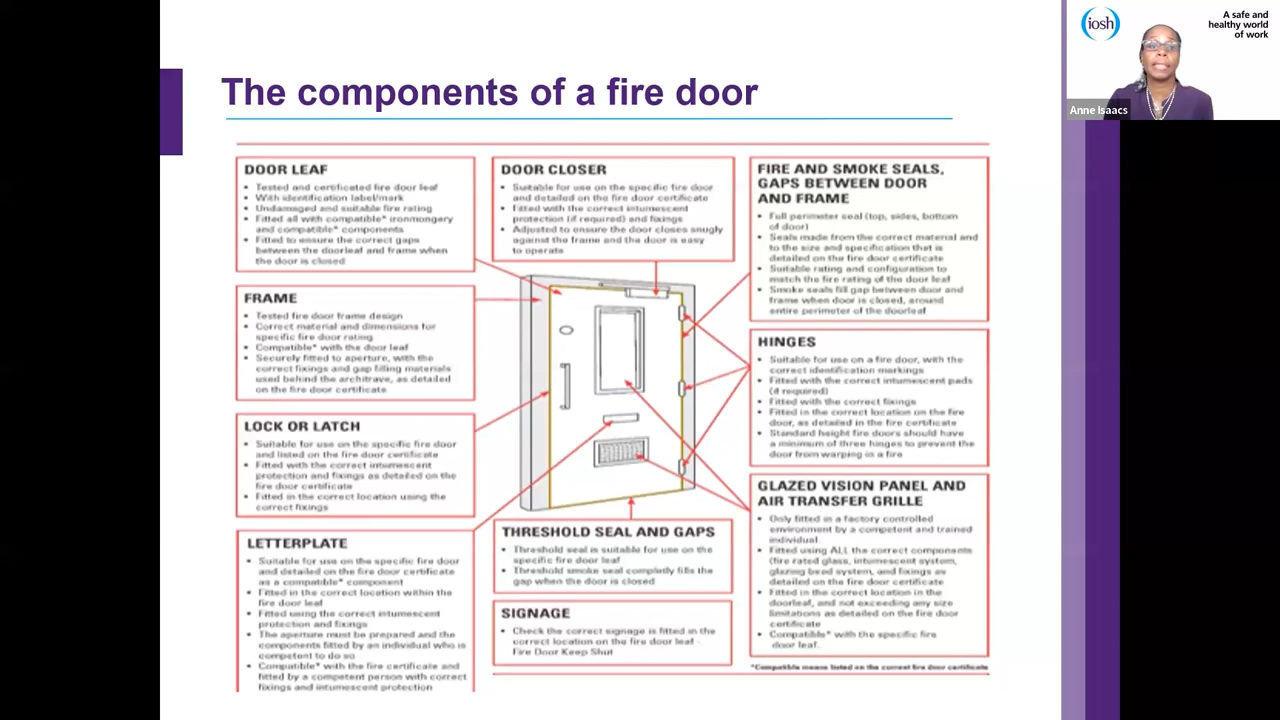 The components of a fire door
iosh
A safe and
healthy world
of work
Anne Isaacs
DOOR LEAF
• Tested and certificated fire door leaf
• With identification label/mark
• Undamaged and suitable fire rating
• Fitted all with compatible* ironmongery
and compatible* components
• Fitted to ensure the correct gaps
between the doorleaf and frame when
the door is closed
FRAME
• Tested fire door frame design
• Correct material and dimensions for
specific fire door rating
• Compatible* with the door leaf
• Securely fitted to aperture, with the
correct fixings and gap filling materials
used behind the architrave, as detailed
on the fire door certificate
LOCK OR LATCH
• Suitable for use on the specific fire door
and listed on the fire door certificate
• Fitted with the correct intumescent
protection and fixings as detailed on the
fire door certificate
• Fitted in the correct location using the
correct fixings
LETTERPLATE
• Suitable for use on the specific fire door
and detailed on the fire door certificate
as a compatible* component
• Fitted in the correct location within the
fire door leaf
• Fitted using the correct intumescent
protection and fixings
• The aperture must be prepared and the
components fitted by an individual who is
competent to do so
• Compatible* with the fire certificate and
fitted by a competent person with correct
fixings and intumescent protection
DOOR CLOSER
• Suitable for use on the specific fire door
and detailed on the fire door certificate
• Fitted with the correct intumescent
protection (if required) and fixings
• Adjusted to ensure the door closes snugly
against the frame and the door is easy
to operate
THRESHOLD SEAL AND GAPS
• Threshold seal is suitable for use on the
specific fire door leaf
• Threshold smoke seal completly fills the
gap when the door is closed
SIGNAGE
• Check the correct signage is fitted in the
correct location on the fire door leaf -
Fire Door Keep Shut
FIRE AND SMOKE SEALS,
GAPS BETWEEN DOOR
AND FRAME
• Full perimeter seal (top, sides, bottom
of door)
• Seals made from the correct material and
to the size and specification that is
detailed on the fire door certificate
• Suitable rating and configuration to
match the fire rating of the door leaf
• Smoke seals fill gap between door and
frame when door is closed, around
entire perimeter of the doorleaf
HINGES
• Suitable for use on a fire door, with the
correct identification markings
• Fitted with the correct intumescent pads
(if required)
• Fitted with the correct fixings
• Fitted in the correct location on the fire
door, as detailed in the fire certificate
• Standard height fire doors should have
a minimum of three hinges to prevent the
door from warping in a fire
GLAZED VISION PANEL AND
AIR TRANSFER GRILLE
• Only fitted in a factory controlled
environment by a competent and trained
individual.
• Fitted using ALL the correct components
(fire rated glass, intumescent system,
glazing bead system, and fixings as
detailed on the fire door certificate
• Fitted in the correct location in the
doorleaf, and not exceeding any size
limitations as detailed on the fire door
certificate
• Compatible* with the specific fire
door leaf.
*Compatible means listed on the current fire door certificate